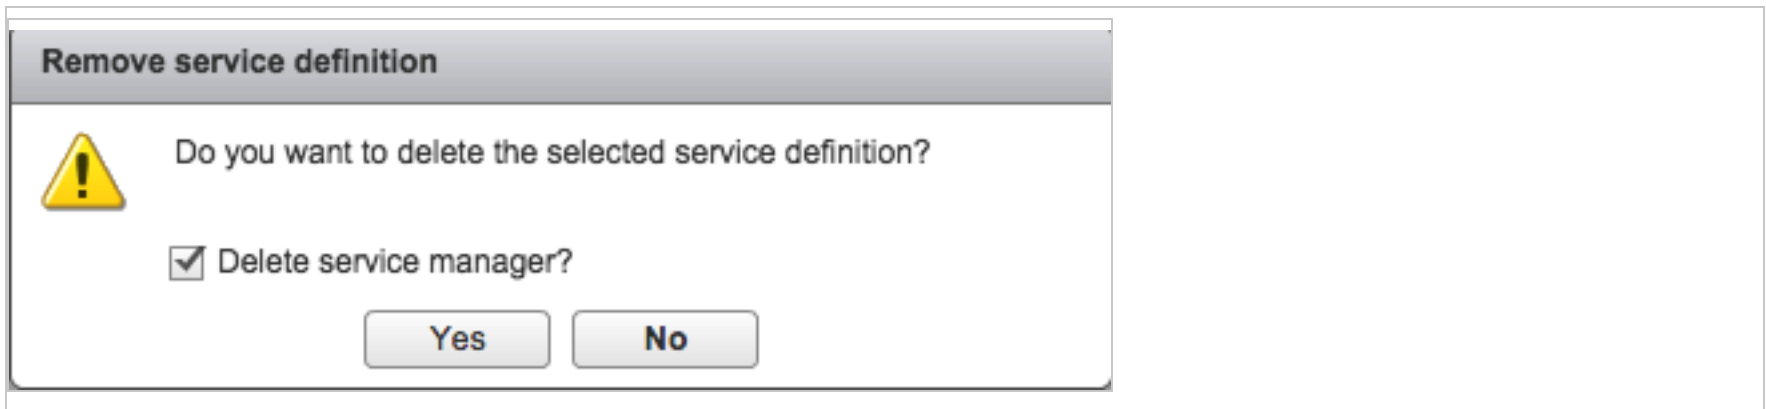 Remove service definition
Do you want to delete the selected service definition?
Delete service manager?
Yes No